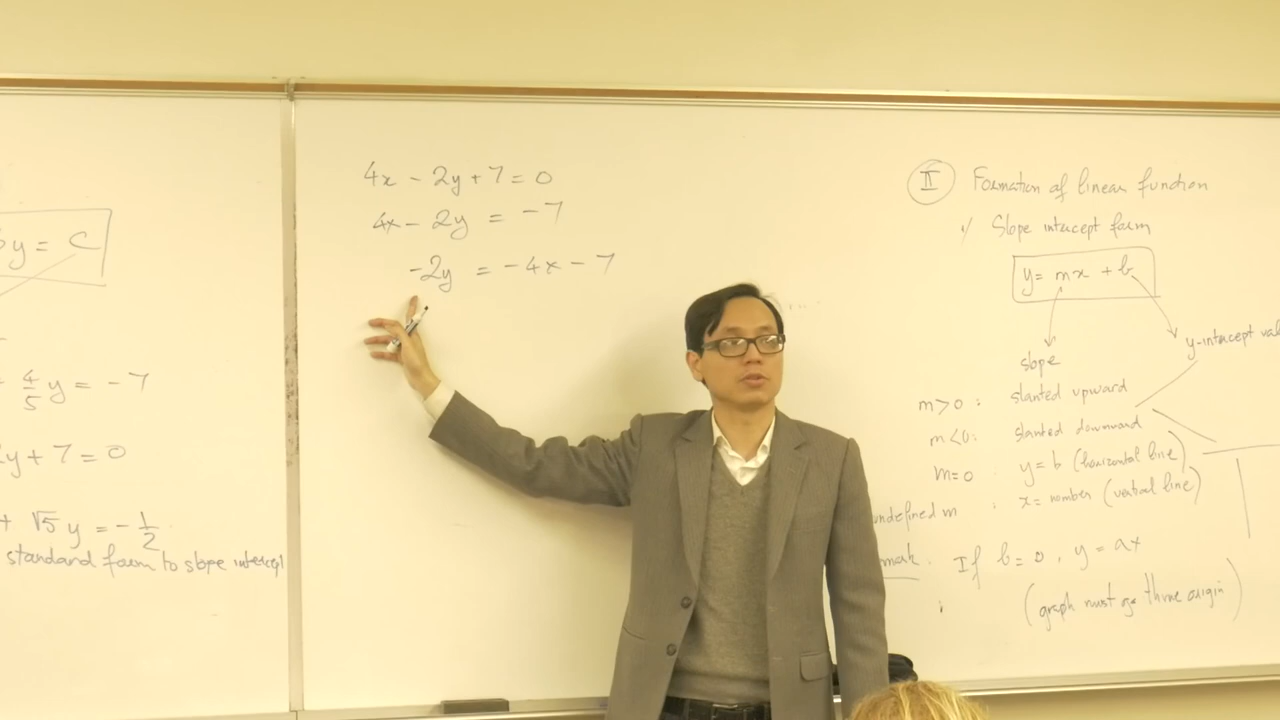 y = C
4/5 y = -7
y + 7 = 0
+ √5 y = - 1/2
standard form to slope intercept
4x - 2y + 7 = 0
4x - 2y = -7
-2y = -4x - 7
II Formation of linear function
1/ Slope intercept form
y = mx + b
slope
y-intercept
m > 0 : slanted upward
m < 0 : slanted downward
m = 0 y = b (horizontal line)
undefined m : x = number (vertical line)
If b = 0, y = ax
(graph must go origin)